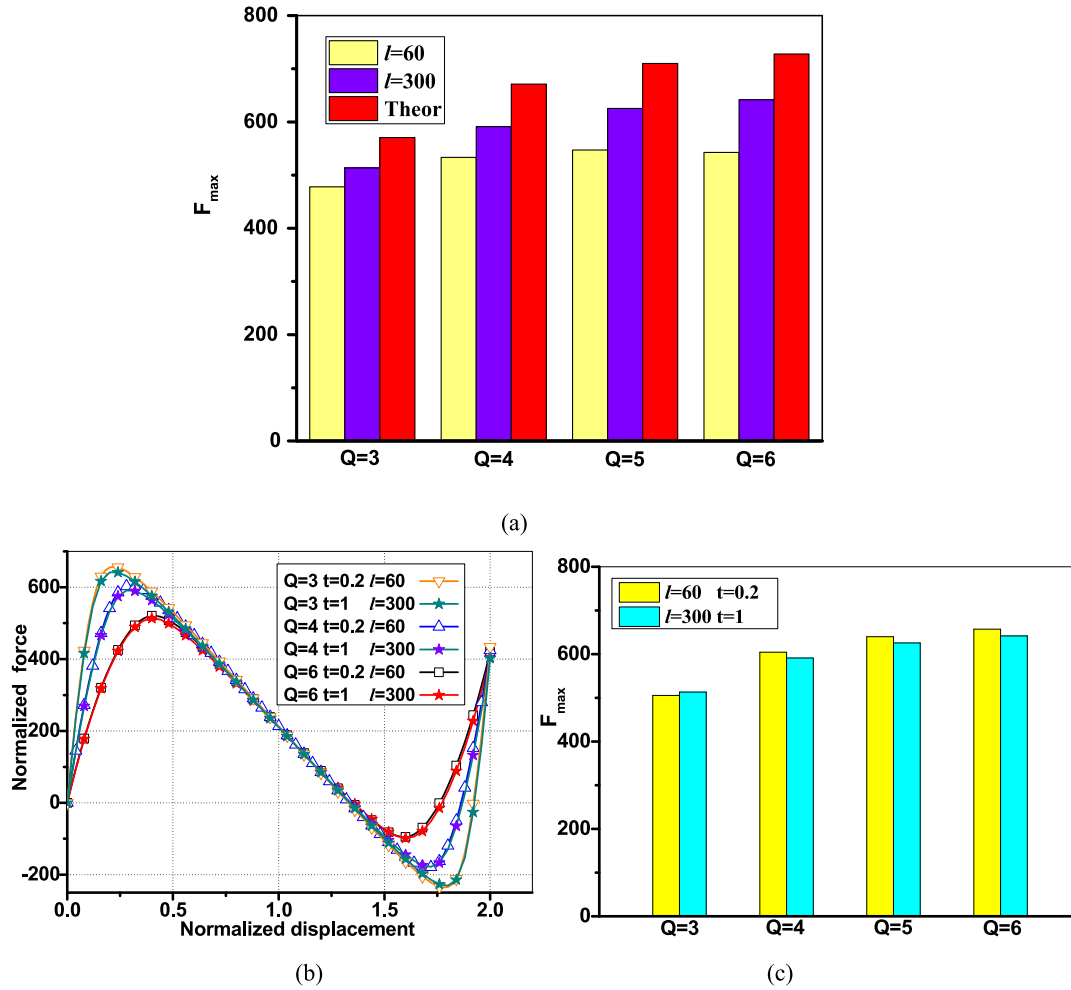 800
600
400
200
0
F max
l=60
l=300
Theor
Q=3 Q=4 Q=5 Q=6
(a)
600
400
200
0
-200
Normalized force
Q=3 t=0.2 l=60
Q=3 t=1 l=300
Q=4 t=0.2 l=60
Q=4 t=1 l=300
Q=6 t=0.2 l=60
Q=6 t=1 l=300
0.0 0.5 1.0 1.5 2.0
Normalized displacement
(b)
800
600
400
200
0
F max
l=60 t=0.2
l=300 t=1
Q=3 Q=4 Q=5 Q=6
(c)